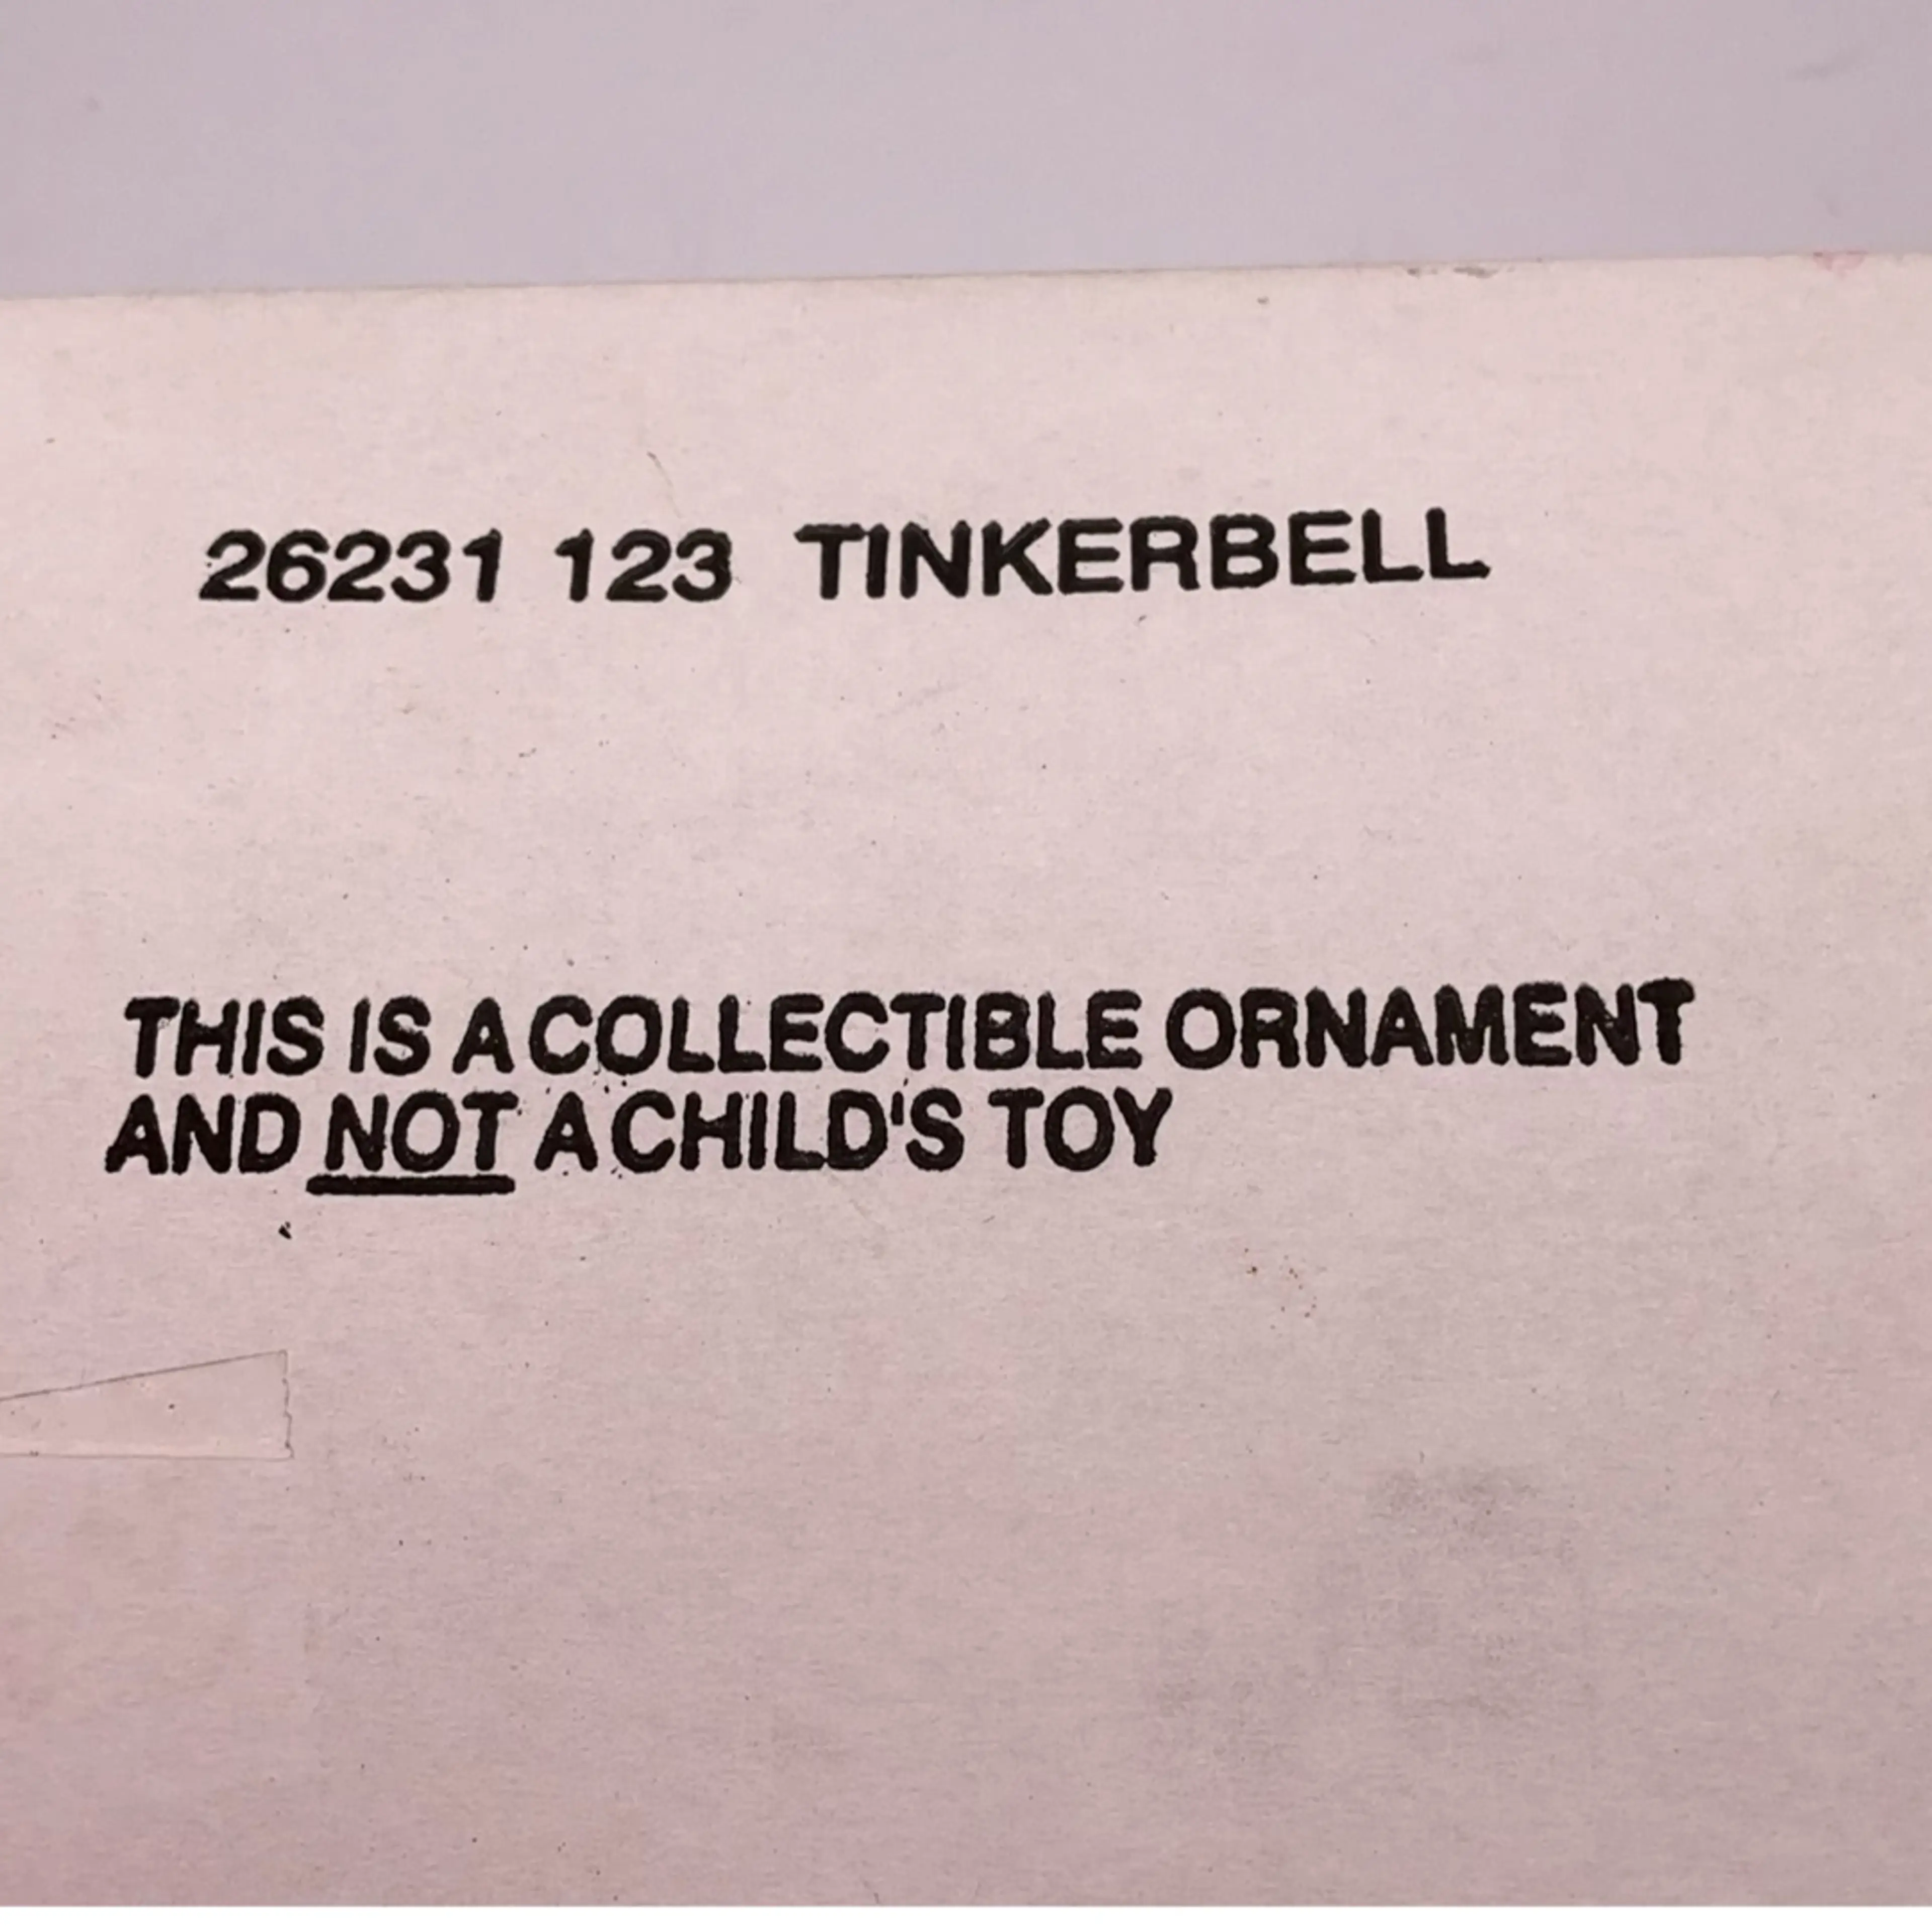 26231 123 TINKERBELL
THIS IS A COLLECTIBLE ORNAMENT
AND NOT A CHILD'S TOY